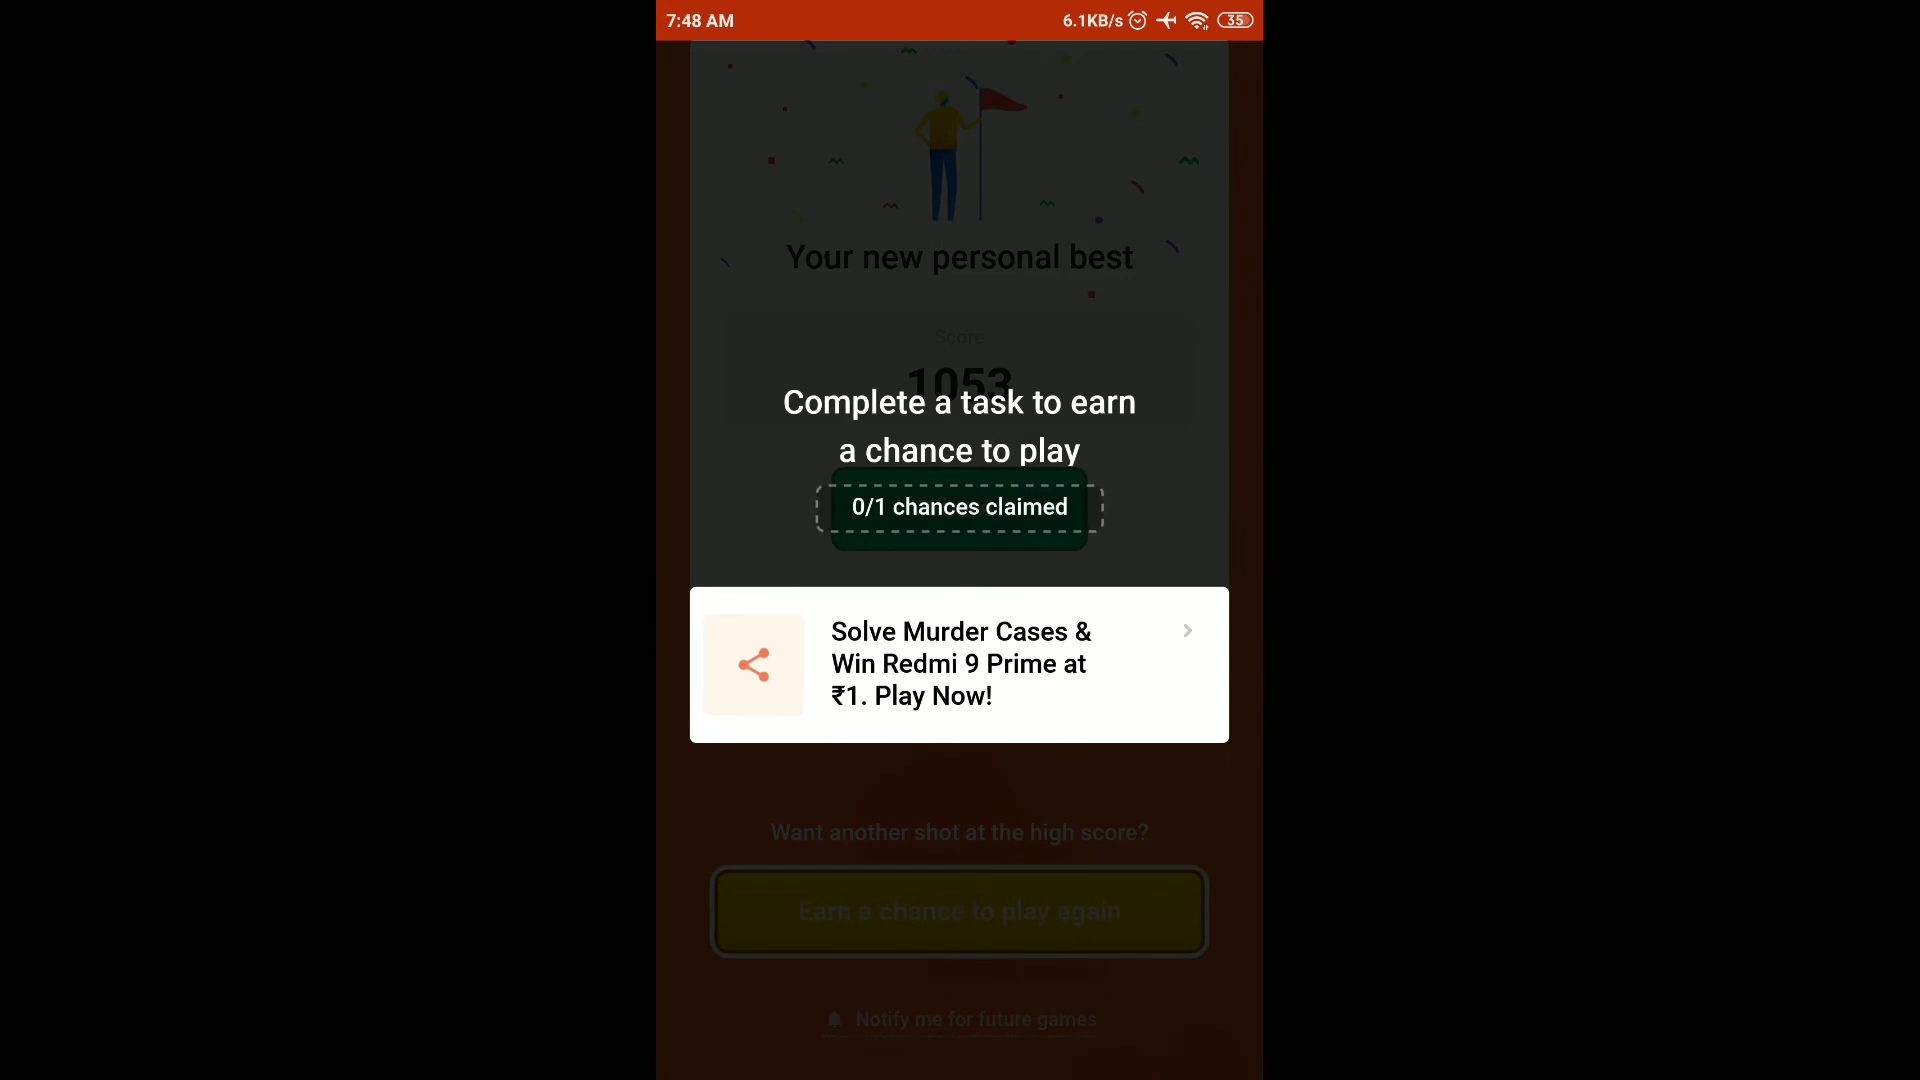 7:48 AM
6.1KB/s
35
Your new personal best
Score
1053
Complete a task to earn
a chance to play
0/1 chances claimed
Solve Murder Cases &
Win Redmi 9 Prime at
₹1. Play Now!
Want another shot at the high score?
Earn a chance to play again
Notify me for future games